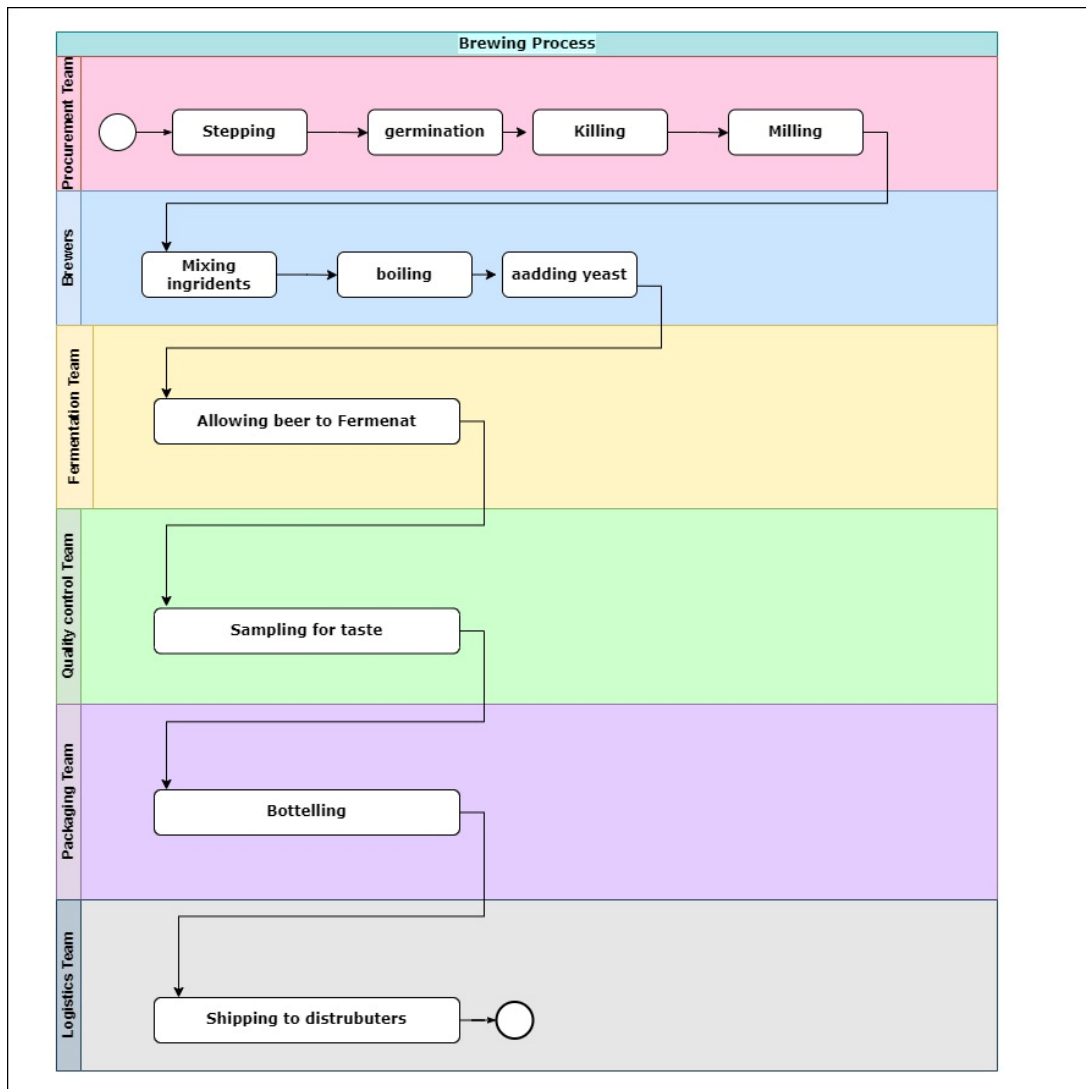 Brewing Process
Procurement Team
Stepping
germination
Killing
Milling
Brewers
Mixing
ingridents
boiling
aadding yeast
Fermentation Team
Allowing beer to Fermenat
Quality control Team
Sampling for taste
Packaging Team
Bottelling
Logistics Team
Shipping to distrubuters